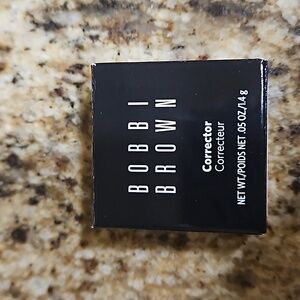 BOBBI
BROWN
Corrector
Correcteur
NET WT./POIDS NET .05 OZ./1.4 g